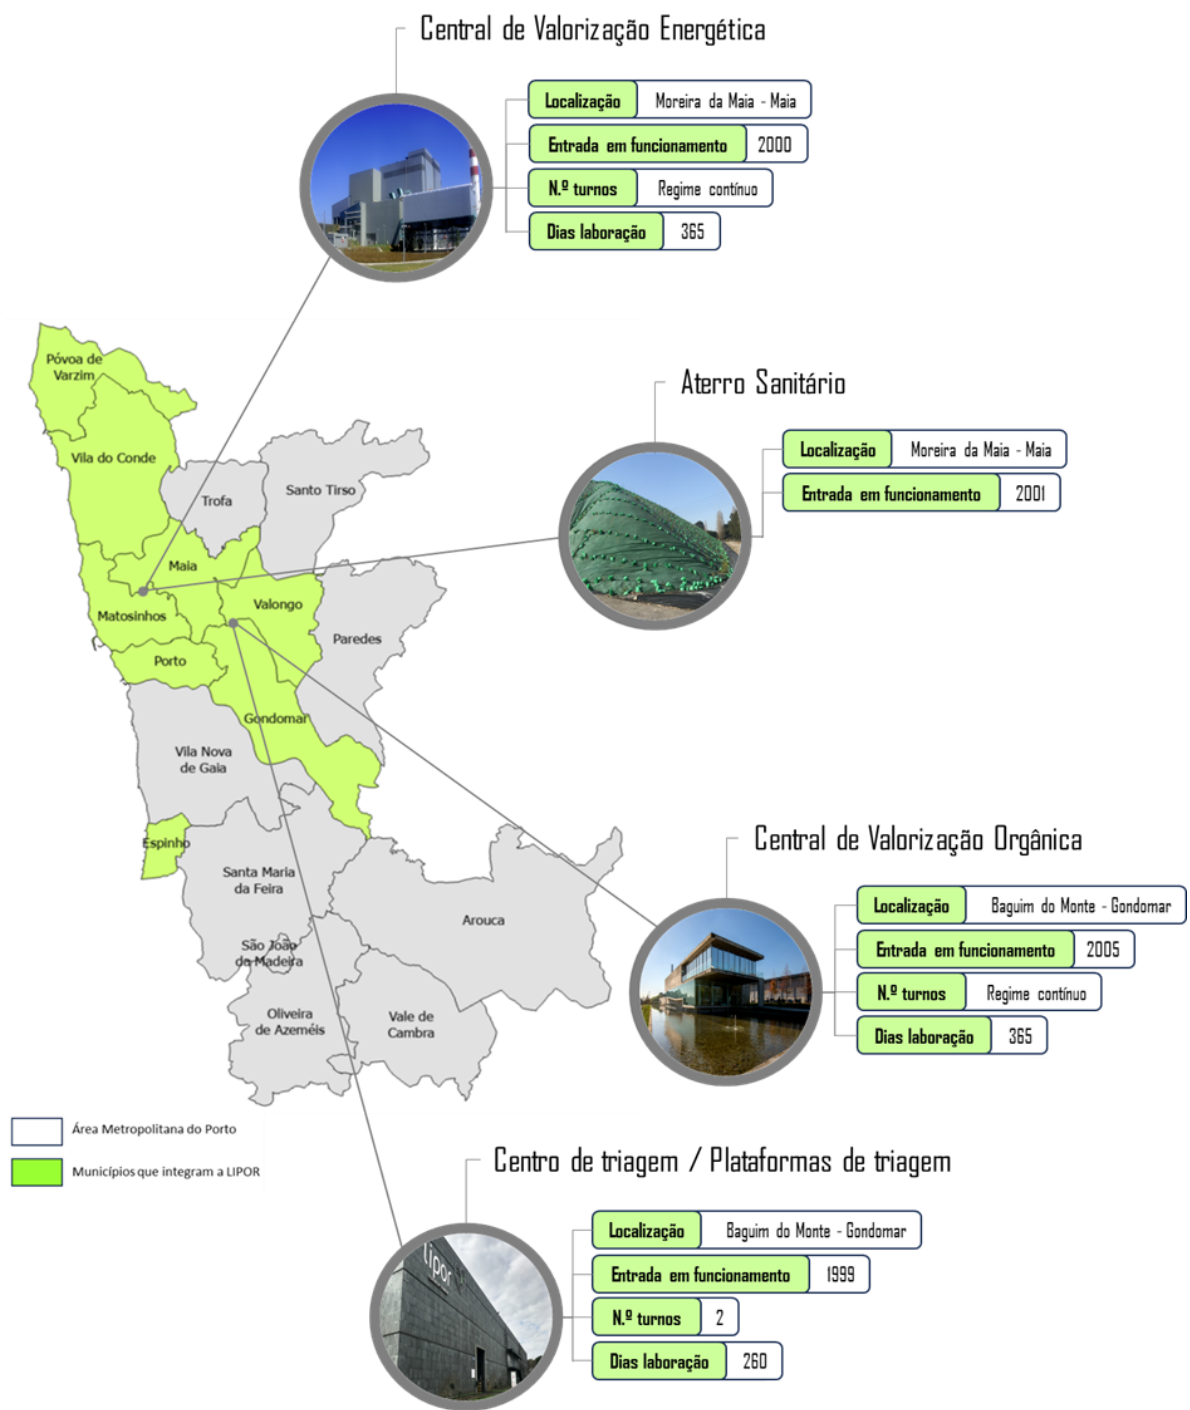 Central de Valorização Energética
Localização Moreira da Maia - Maia
Entrada em funcionamento 2000
N.º turnos Regime contínuo
Dias laboração 365
Póvoa de
Varzim
Vila do Conde
Trofa
Santo Tirso
Maia
Matosinhos
Valongo
Paredes
Porto
Gondomar
Vila Nova
de Gaia
Espinho
Santa Maria
da Feira
Arouca
São João
da Madeira
Oliveira
de Azeméis
Vale de
Cambra
Aterro Sanitário
Localização Moreira da Maia - Maia
Entrada em funcionamento 2001
Central de Valorização Orgânica
Localização Baguim do Monte - Gondomar
Entrada em funcionamento 2005
N.º turnos Regime contínuo
Dias laboração 365
Área Metropolitana do Porto
Municípios que integram a LIPOR
Centro de triagem / Plataformas de triagem
lipor
Localização Baguim do Monte - Gondomar
Entrada em funcionamento 1999
N.º turnos 2
Dias laboração 260